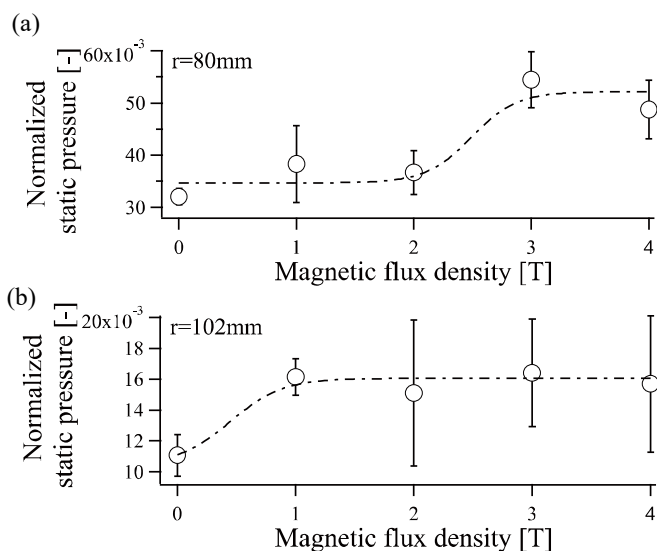 (a)
60x10⁻³
r=80mm
50
40
30
Normalized
static pressure [-]
0 1 2 3 4
Magnetic flux density [T]
(b)
20x10⁻³
r=102mm
18
16
14
12
10
Normalized
static pressure [-]
0 1 2 3 4
Magnetic flux density [T]